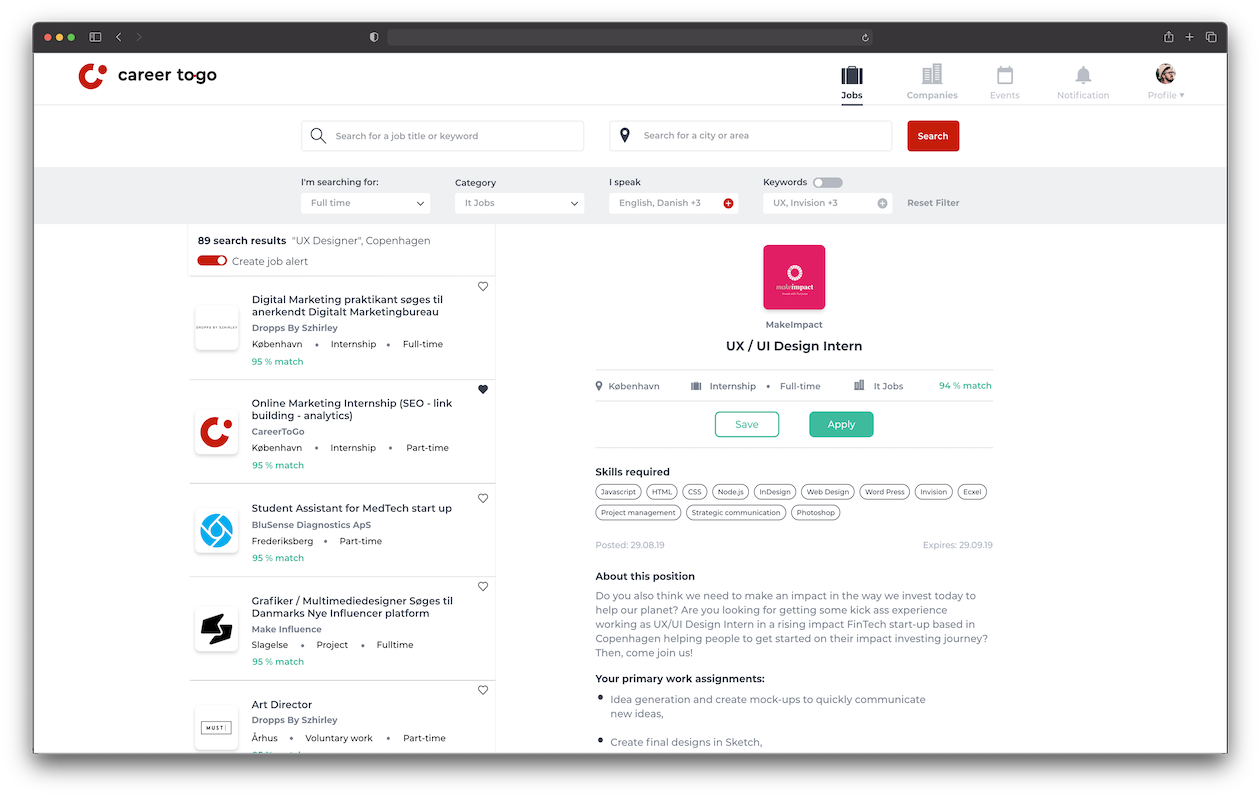 career to-go
Jobs
Companies
Events
Notification
Profile ▾
Search for a job title or keyword
Search for a city or area
Search
I'm searching for:
Category
I speak
Keywords
Full time
It Jobs
English, Danish +3
UX, Invision +3
Reset Filter
89 search results "UX Designer", Copenhagen
Create job alert
DROPPS BY SZHIRLEY
Digital Marketing praktikant søges til
anerkendt Digitalt Marketingbureau
Dropps By Szhirley
København • Internship • Full-time
95 % match
Online Marketing Internship (SEO - link
building - analytics)
CareerToGo
København • Internship • Part-time
95 % match
Student Assistant for MedTech start up
BluSense Diagnostics ApS
Frederiksberg • Part-time
95 % match
Grafiker / Multimediedesigner Søges til
Danmarks Nye Influencer platform
Make Influence
Slagelse • Project • Fulltime
95 % match
MUST
Art Director
Dropps By Szhirley
Århus • Voluntary work • Part-time
makeimpact
MakeImpact
UX / UI Design Intern
København
Internship • Full-time
It Jobs
94 % match
Save
Apply
Skills required
Javascript HTML CSS Node.js InDesign Web Design Word Press Invision Ecxel
Project management Strategic communication Photoshop
Posted: 29.08.19
Expires: 29.09.19
About this position
Do you also think we need to make an impact in the way we invest today to
help our planet? Are you looking for getting some kick ass experience
working as UX/UI Design Intern in a rising impact FinTech start-up based in
Copenhagen helping people to get started on their impact investing journey?
Then, come join us!
Your primary work assignments:
• Idea generation and create mock-ups to quickly communicate
new ideas,
• Create final designs in Sketch,